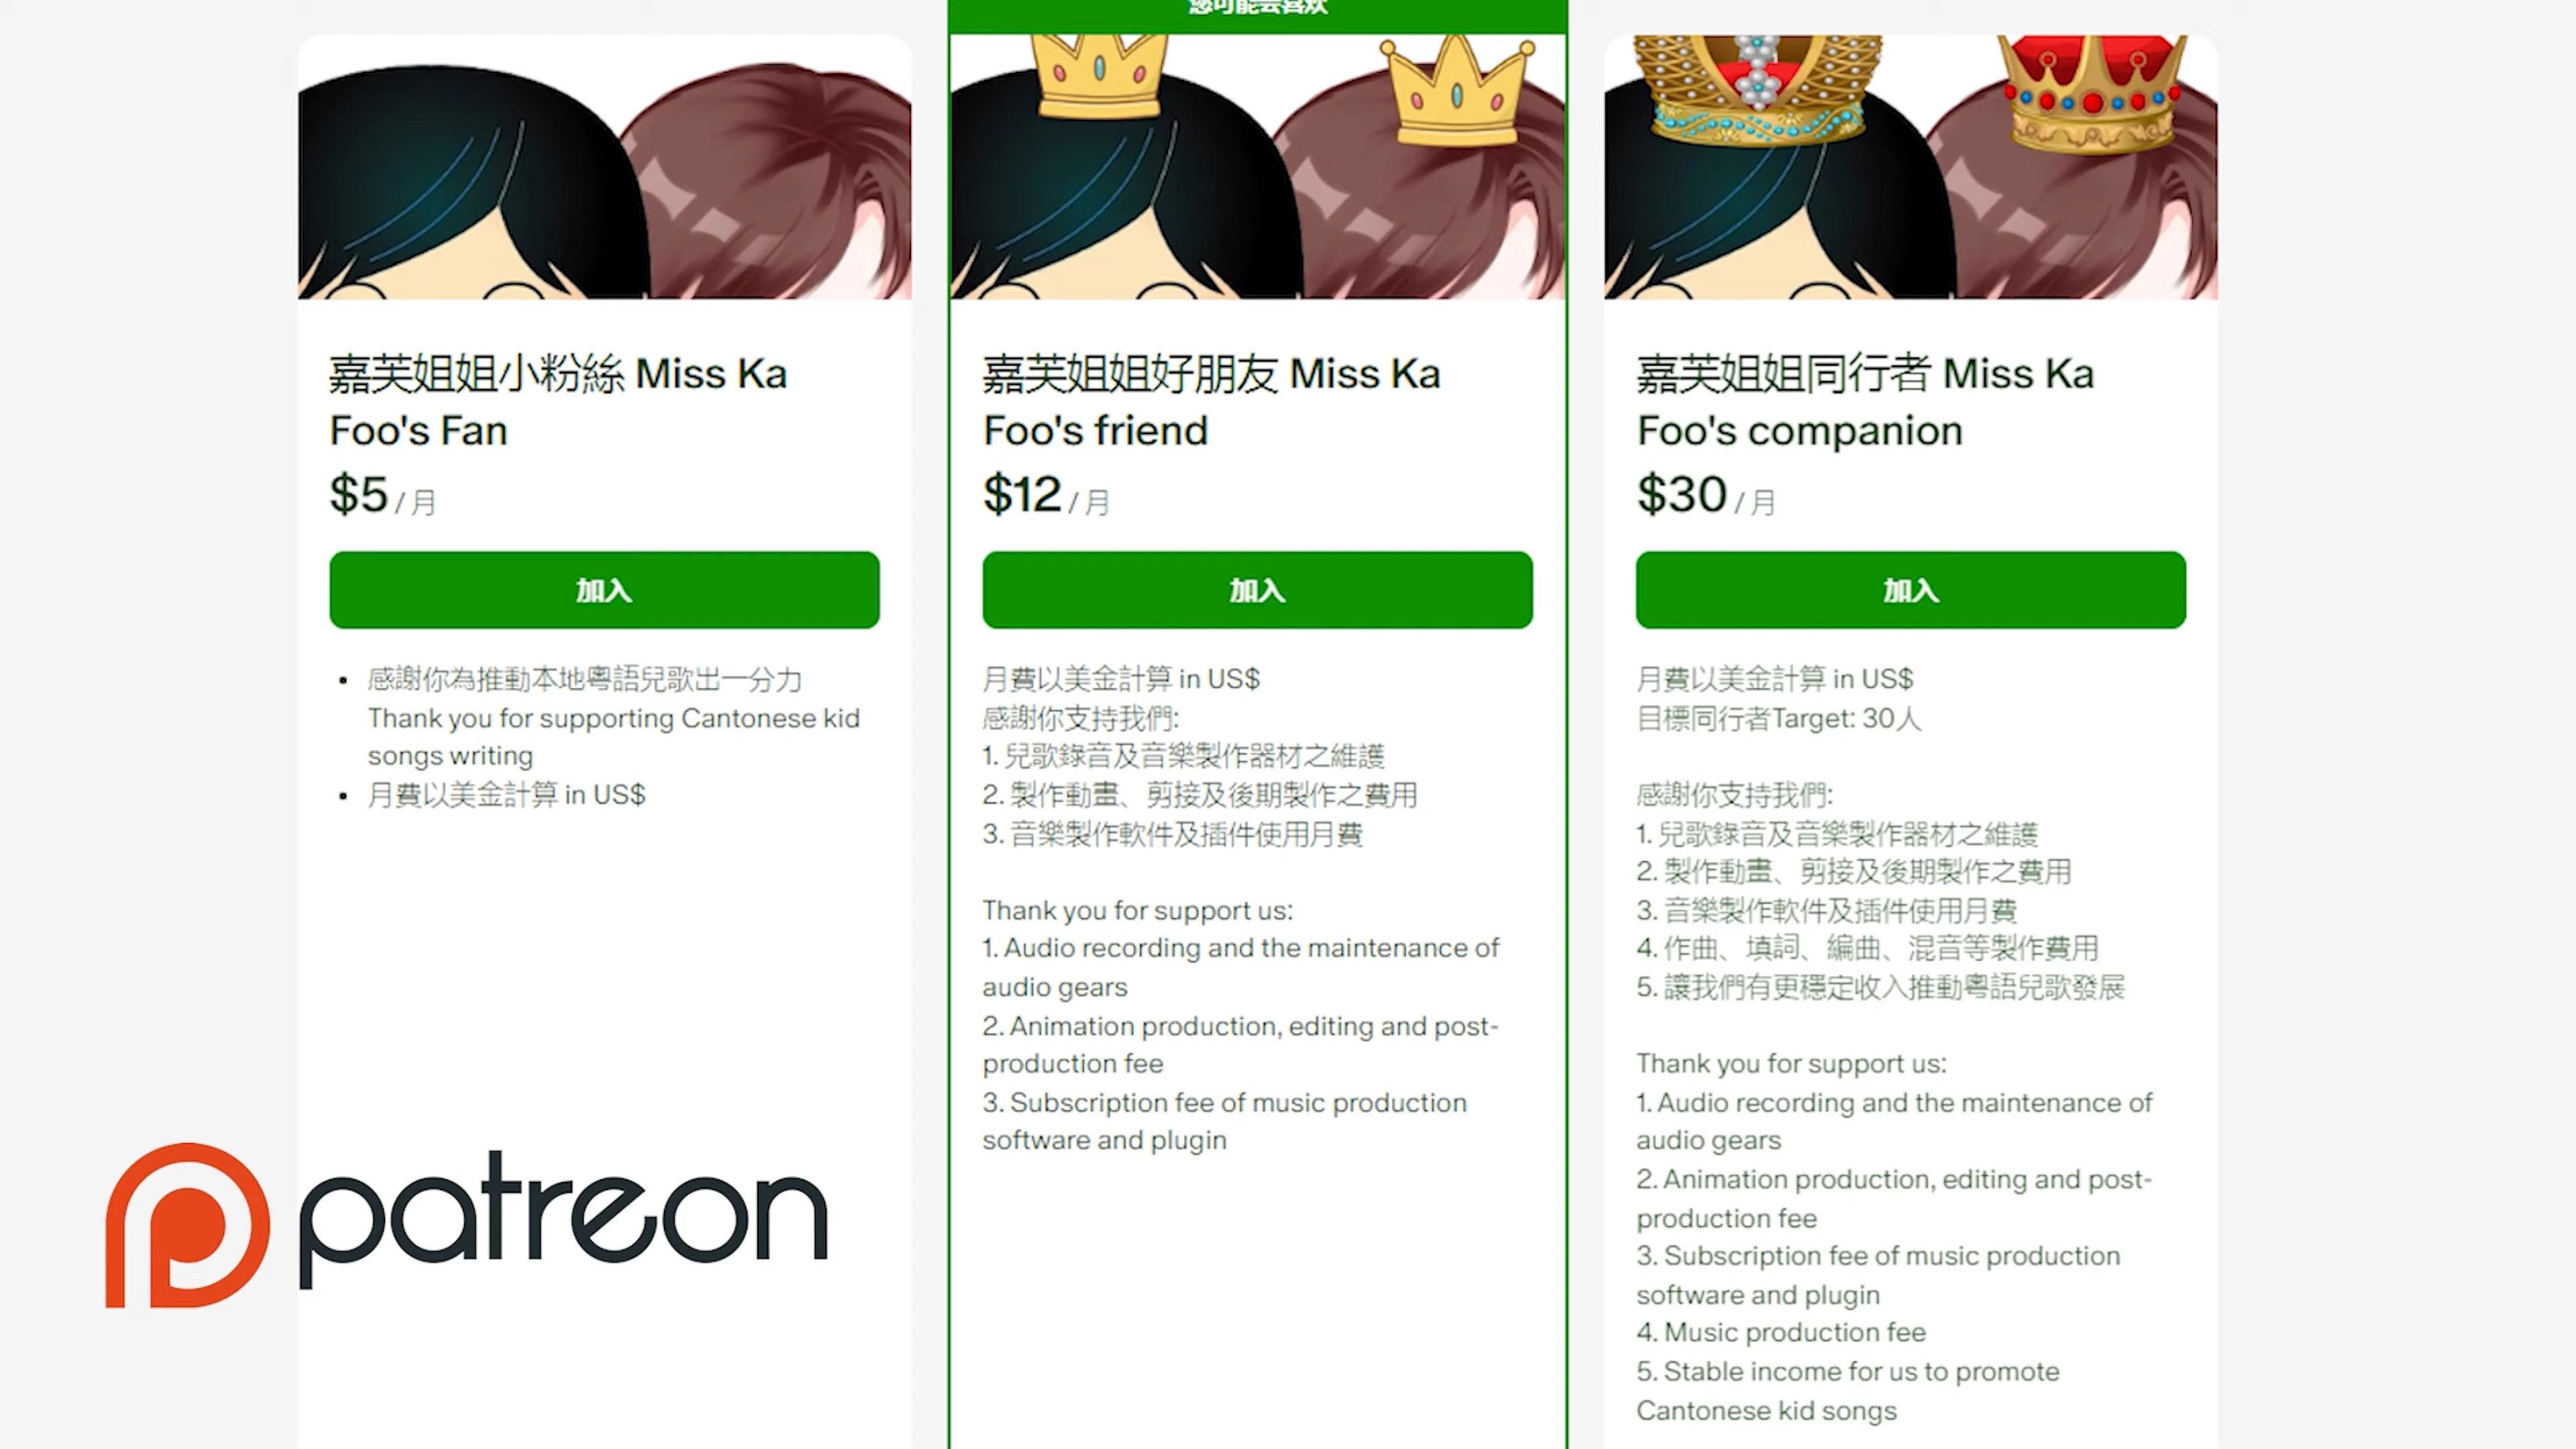 嘉芙姐姐小粉絲 Miss Ka
Foo's Fan
$5 / 月
加入
• 感謝你為推動本地粵語兒歌出一分力
Thank you for supporting Cantonese kid
songs writing
• 月費以美金計算 in US$
patreon
您可能会喜欢
嘉芙姐姐好朋友 Miss Ka
Foo's friend
$12 / 月
加入
月費以美金計算 in US$
感謝你支持我們:
1. 兒歌錄音及音樂製作器材之維護
2. 製作動畫、剪接及後期製作之費用
3. 音樂製作軟件及插件使用月費
Thank you for support us:
1. Audio recording and the maintenance of
audio gears
2. Animation production, editing and post-
production fee
3. Subscription fee of music production
software and plugin
嘉芙姐姐同行者 Miss Ka
Foo's companion
$30 / 月
加入
月費以美金計算 in US$
目標同行者Target: 30人
感謝你支持我們:
1. 兒歌錄音及音樂製作器材之維護
2. 製作動畫、剪接及後期製作之費用
3. 音樂製作軟件及插件使用月費
4. 作曲、填詞、編曲、混音等製作費用
5. 讓我們有更穩定收入推動粵語兒歌發展
Thank you for support us:
1. Audio recording and the maintenance of
audio gears
2. Animation production, editing and post-
production fee
3. Subscription fee of music production
software and plugin
4. Music production fee
5. Stable income for us to promote
Cantonese kid songs